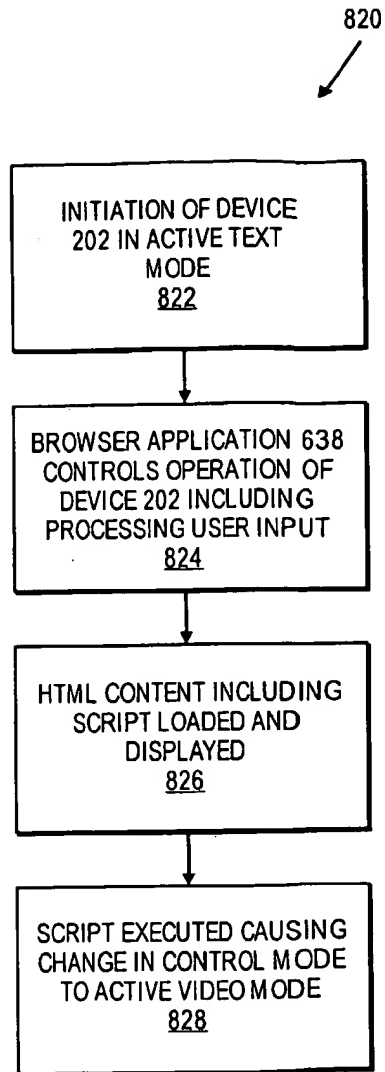 820
INITIATION OF DEVICE
202 IN ACTIVE TEXT
MODE
822
BROWSER APPLICATION 638
CONTROLS OPERATION OF
DEVICE 202 INCLUDING
PROCESSING USER INPUT
824
HTML CONTENT INCLUDING
SCRIPT LOADED AND
DISPLAYED
826
SCRIPT EXECUTED CAUSING
CHANGE IN CONTROL MODE
TO ACTIVE VIDEO MODE
828